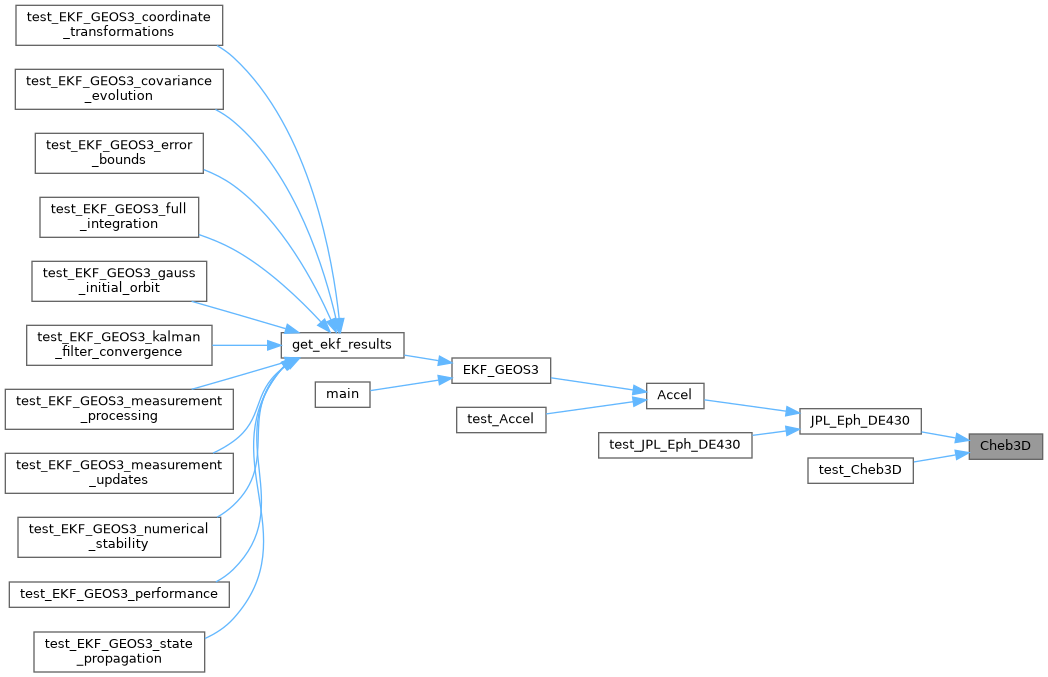 test_EKF_GEOS3_coordinate
_transformations
test_EKF_GEOS3_covariance
_evolution
test_EKF_GEOS3_error
_bounds
test_EKF_GEOS3_full
_integration
test_EKF_GEOS3_gauss
_initial_orbit
test_EKF_GEOS3_kalman
_filter_convergence
test_EKF_GEOS3_measurement
_processing
test_EKF_GEOS3_measurement
_updates
test_EKF_GEOS3_numerical
_stability
test_EKF_GEOS3_performance
test_EKF_GEOS3_state
_propagation
get_ekf_results
main
EKF_GEOS3
test_Accel
Accel
test_JPL_Eph_DE430
JPL_Eph_DE430
test_Cheb3D
Cheb3D